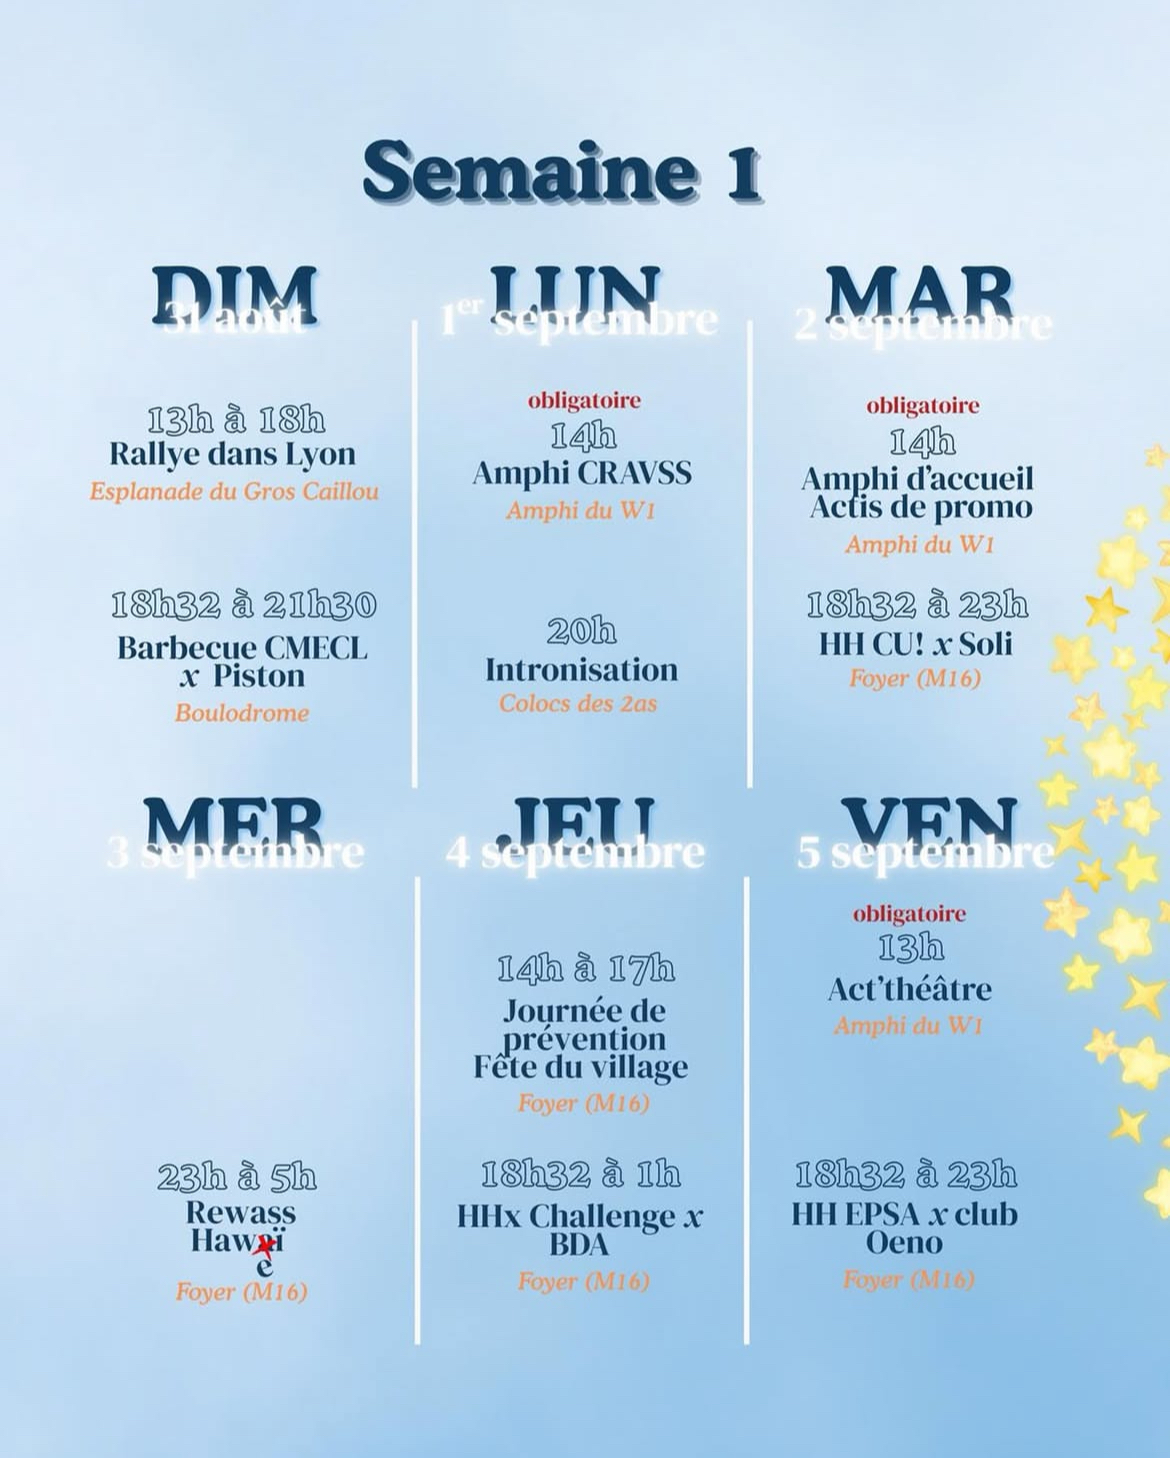 Semaine 1
DIM
31 août
13h à 18h
Rallye dans Lyon
Esplanade du Gros Caillou
18h32 à 21h30
Barbecue CMECL
x Piston
Boulodrome
LUN
1er septembre
obligatoire
14h
Amphi CRAVSS
Amphi du W1
20h
Intronisation
Colocs des 2as
MAR
2 septembre
obligatoire
14h
Amphi d'accueil
Actis de promo
Amphi du W1
18h32 à 23h
HH CU! x Soli
Foyer (M16)
MER
3 septembre
23h à 5h
Rewass
Hawaï
e
Foyer (M16)
JEU
4 septembre
14h à 17h
Journée de
prévention
Fête du village
Foyer (M16)
18h32 à 1h
HHx Challenge x
BDA
Foyer (M16)
VEN
5 septembre
obligatoire
13h
Act'théâtre
Amphi du W1
18h32 à 23h
HH EPSA x club
Oeno
Foyer (M16)